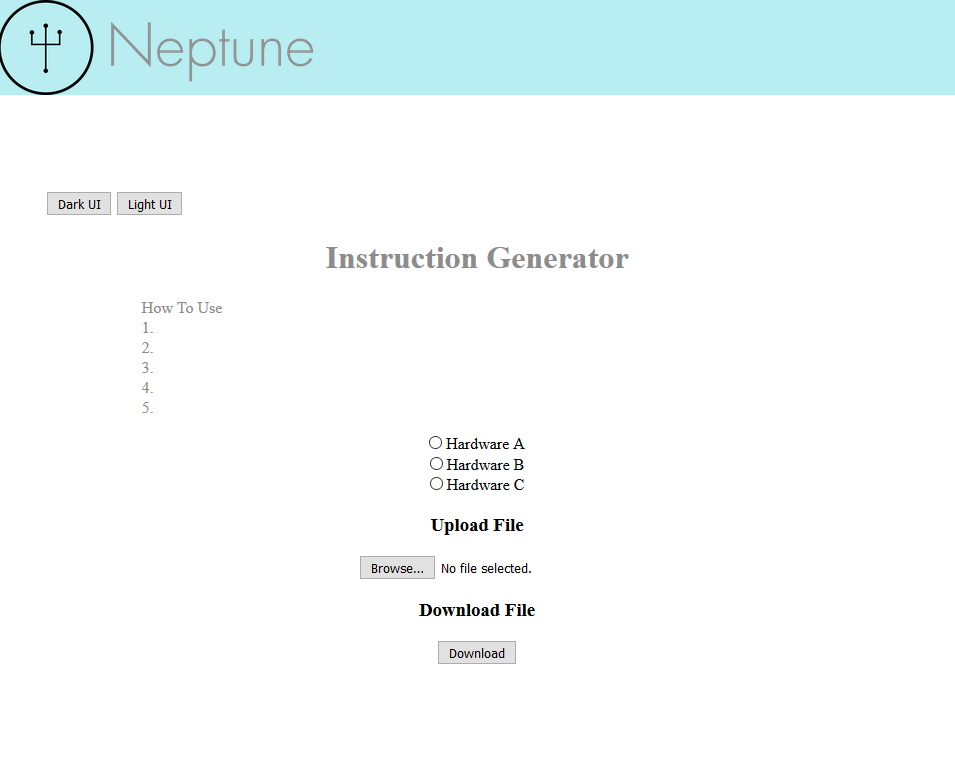 Neptune
Dark UI Light UI
Instruction Generator
How To Use
1.
2.
3.
4.
5.
Hardware A
Hardware B
Hardware C
Upload File
Browse... No file selected.
Download File
Download